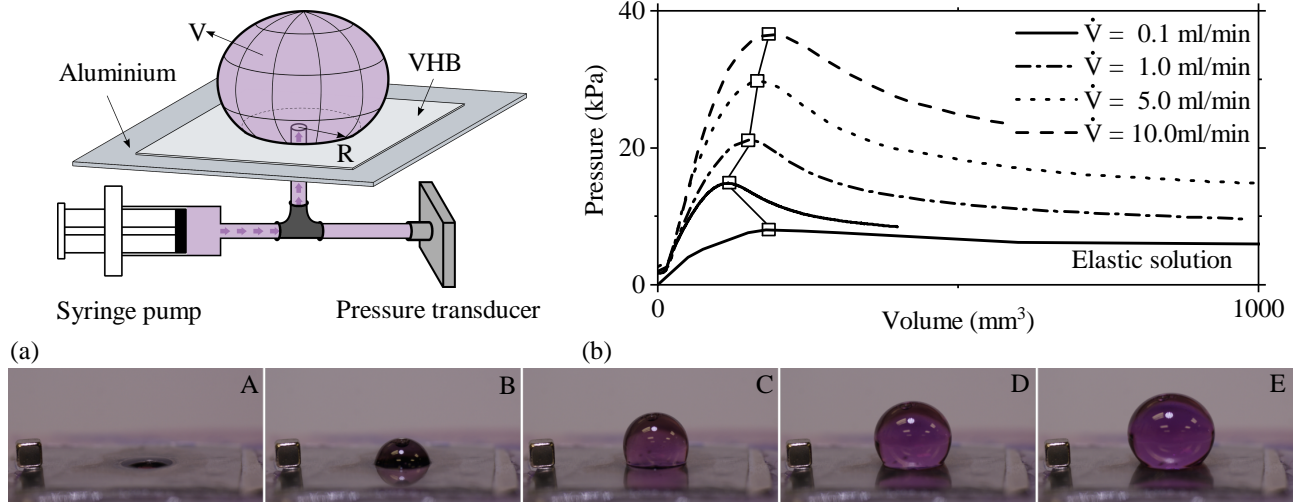 V
VHB
Aluminium
R
Syringe pump
Pressure transducer
(a)
40
20
0
Pressure (kPa)
V̇ = 0.1 ml/min
V̇ = 1.0 ml/min
V̇ = 5.0 ml/min
V̇ = 10.0ml/min
Elastic solution
0
1000
Volume (mm³)
(b)
A
B
C
D
E